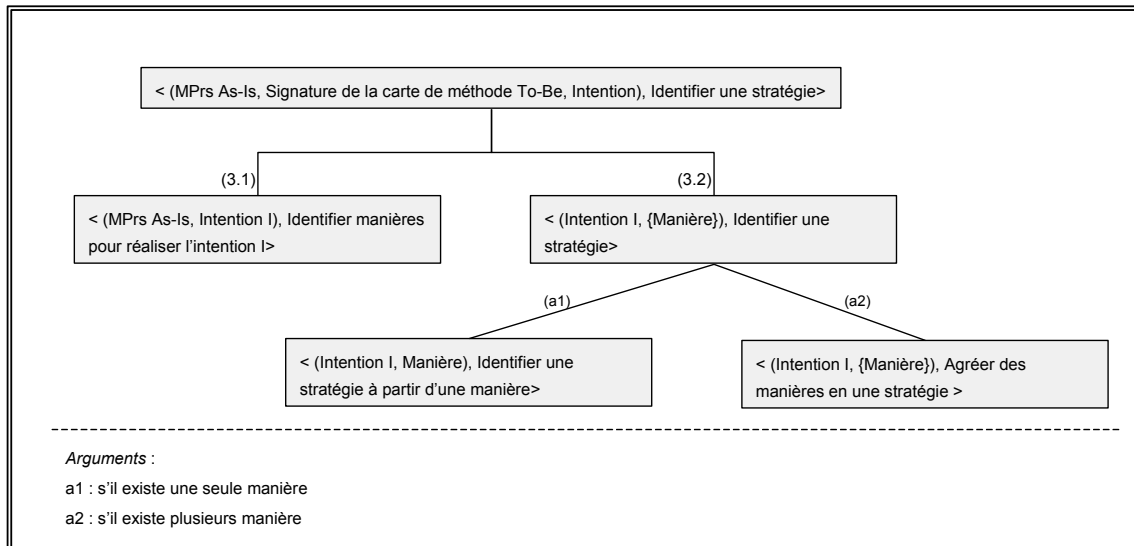 < (MPrs As-Is, Signature de la carte de méthode To-Be, Intention), Identifier une stratégie>
(3.1)
(3.2)
< (MPrs As-Is, Intention I), Identifier manières
pour réaliser l'intention I>
< (Intention I, {Manière}), Identifier une
stratégie>
(a1)
(a2)
< (Intention I, Manière), Identifier une
stratégie à partir d'une manière>
< (Intention I, {Manière}), Agréer des
manières en une stratégie >
Arguments :
a1 : s'il existe une seule manière
a2 : s'il existe plusieurs manière